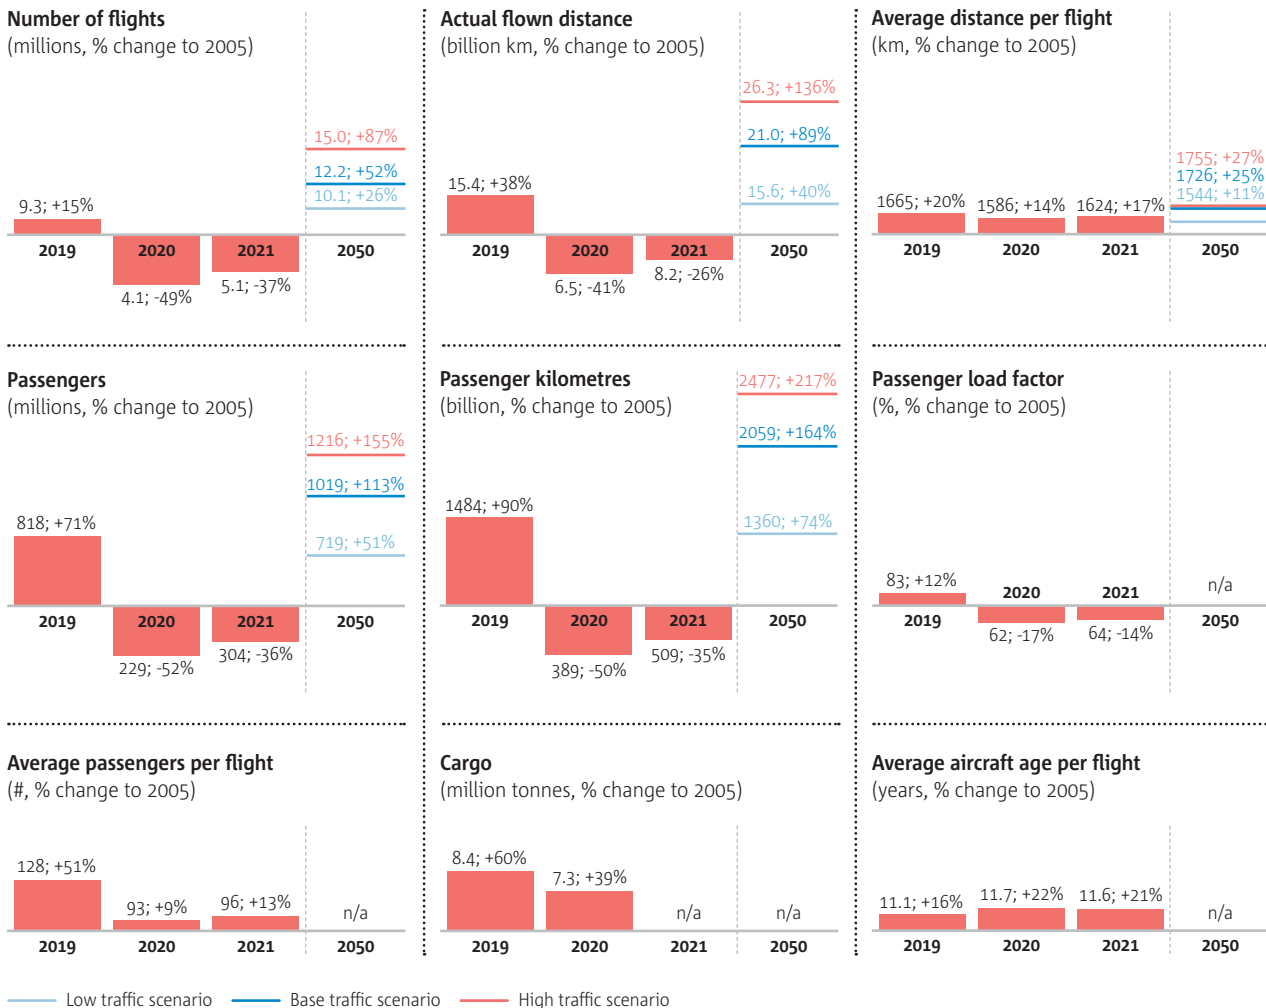 Number of flights
(millions, % change to 2005)
15.0; +87%
12.2; +52%
10.1; +26%
9.3; +15%
2019
2020
2021
2050
4.1; -49%
5.1; -37%
Actual flown distance
(billion km, % change to 2005)
26.3; +136%
21.0; +89%
15.6; +40%
15.4; +38%
2019
2020
2021
2050
6.5; -41%
8.2; -26%
Average distance per flight
(km, % change to 2005)
1755; +27%
1726; +25%
1544; +11%
1665; +20%
1586; +14%
1624; +17%
2019
2020
2021
2050
Passengers
(millions, % change to 2005)
1216; +155%
1019; +113%
719; +51%
818; +71%
2019
2020
2021
2050
229; -52%
304; -36%
Passenger kilometres
(billion, % change to 2005)
2477; +217%
2059; +164%
1360; +74%
1484; +90%
2019
2020
2021
2050
389; -50%
509; -35%
Passenger load factor
(%, % change to 2005)
83; +12%
2020
2021
n/a
2019
2050
62; -17%
64; -14%
Average passengers per flight
(#, % change to 2005)
128; +51%
93; +9%
96; +13%
n/a
2019
2020
2021
2050
Cargo
(million tonnes, % change to 2005)
8.4; +60%
7.3; +39%
n/a
n/a
2019
2020
2021
2050
Average aircraft age per flight
(years, % change to 2005)
11.1; +16%
11.7; +22%
11.6; +21%
n/a
2019
2020
2021
2050
Low traffic scenario
Base traffic scenario
High traffic scenario